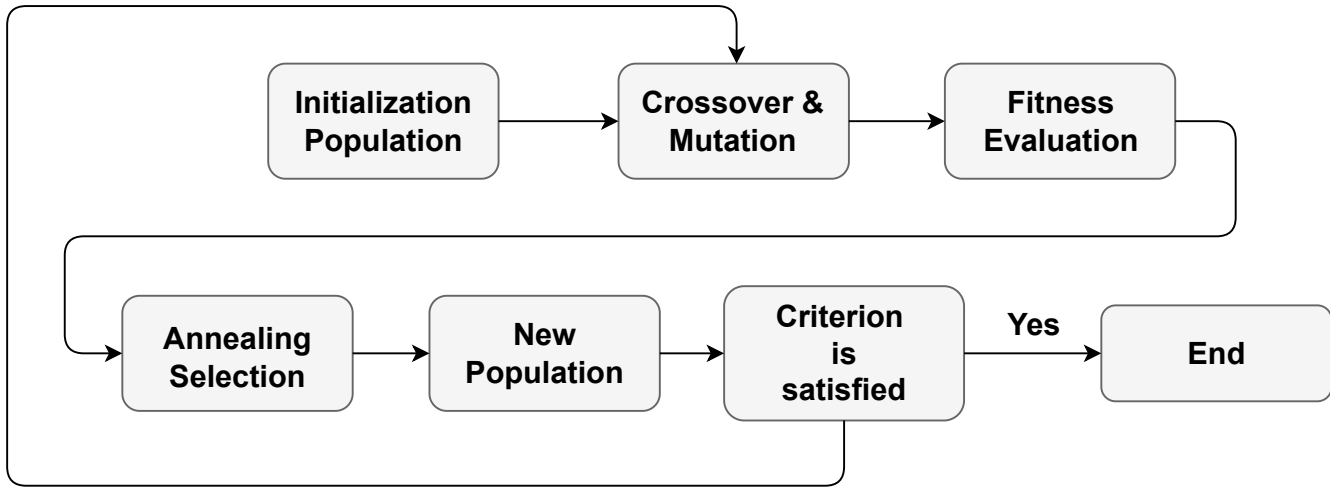 Initialization
Population
Crossover &
Mutation
Fitness
Evaluation
Annealing
Selection
New
Population
Criterion
is
satisfied
Yes
End